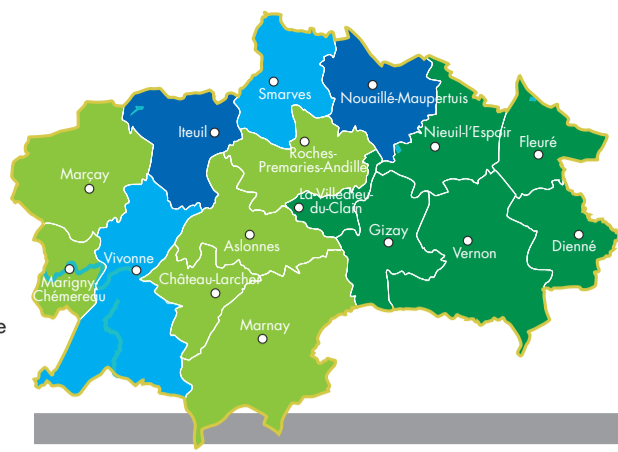 Smarves
Nouaillé-Maupertuis
Iteuil
Nieuil-l'Espoir
Fleuré
Roches-
Premaries-Andillé
Marçay
La-Villedieu-
du-Clain
Gizay
Aslonnes
Vernon
Dienné
Vivonne
Château-Larcher
Marigny-
Chémereau
Marnay
e